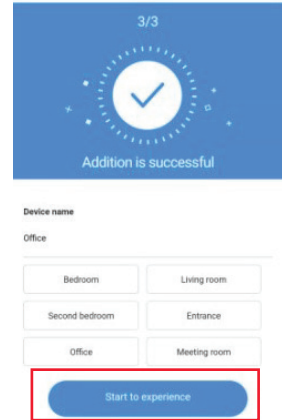 3/3
Addition is successful
Device name
Office
Bedroom Living room
Second bedroom Entrance
Office Meeting room
Start to experience